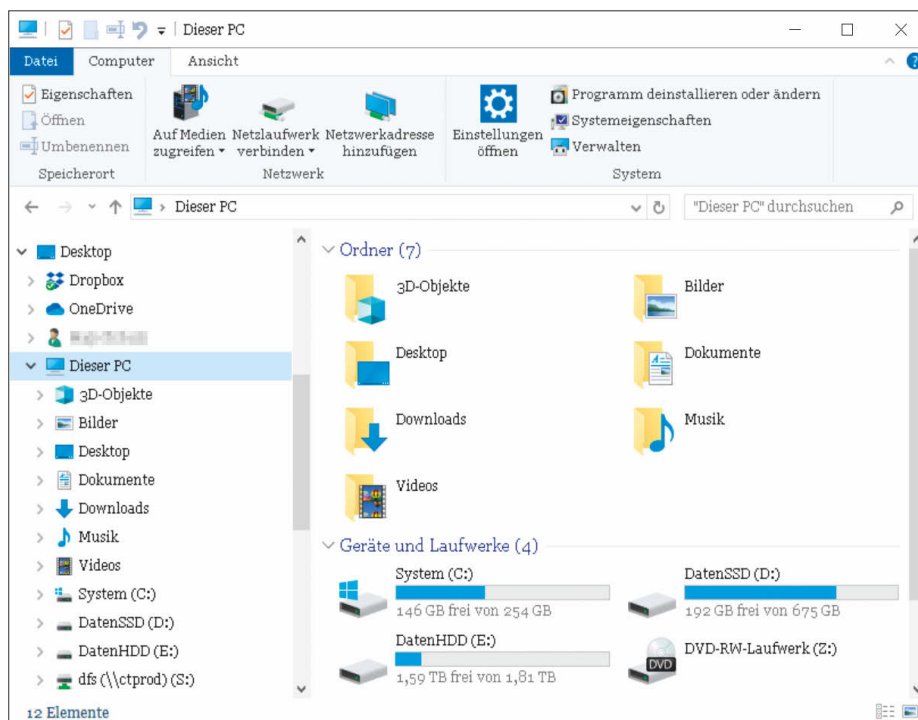 Dieser PC
Datei Computer Ansicht
Eigenschaften
Öffnen
Umbenennen
Speicherort
Auf Medien zugreifen
Netzlaufwerk verbinden
Netzwerkadresse hinzufügen
Netzwerk
Einstellungen öffnen
Programm deinstallieren oder ändern
Systemeigenschaften
Verwalten
System
Dieser PC
"Dieser PC" durchsuchen
Desktop
Dropbox
OneDrive
Dieser PC
3D-Objekte
Bilder
Desktop
Dokumente
Downloads
Musik
Videos
System (C:)
DatenSSD (D:)
DatenHDD (E:)
dfs (\\ctprod) (S:)
Ordner (7)
3D-Objekte
Bilder
Desktop
Dokumente
Downloads
Musik
Videos
Geräte und Laufwerke (4)
System (C:)
146 GB frei von 254 GB
DatenSSD (D:)
192 GB frei von 675 GB
DatenHDD (E:)
1,59 TB frei von 1,81 TB
DVD
DVD-RW-Laufwerk (Z:)
12 Elemente